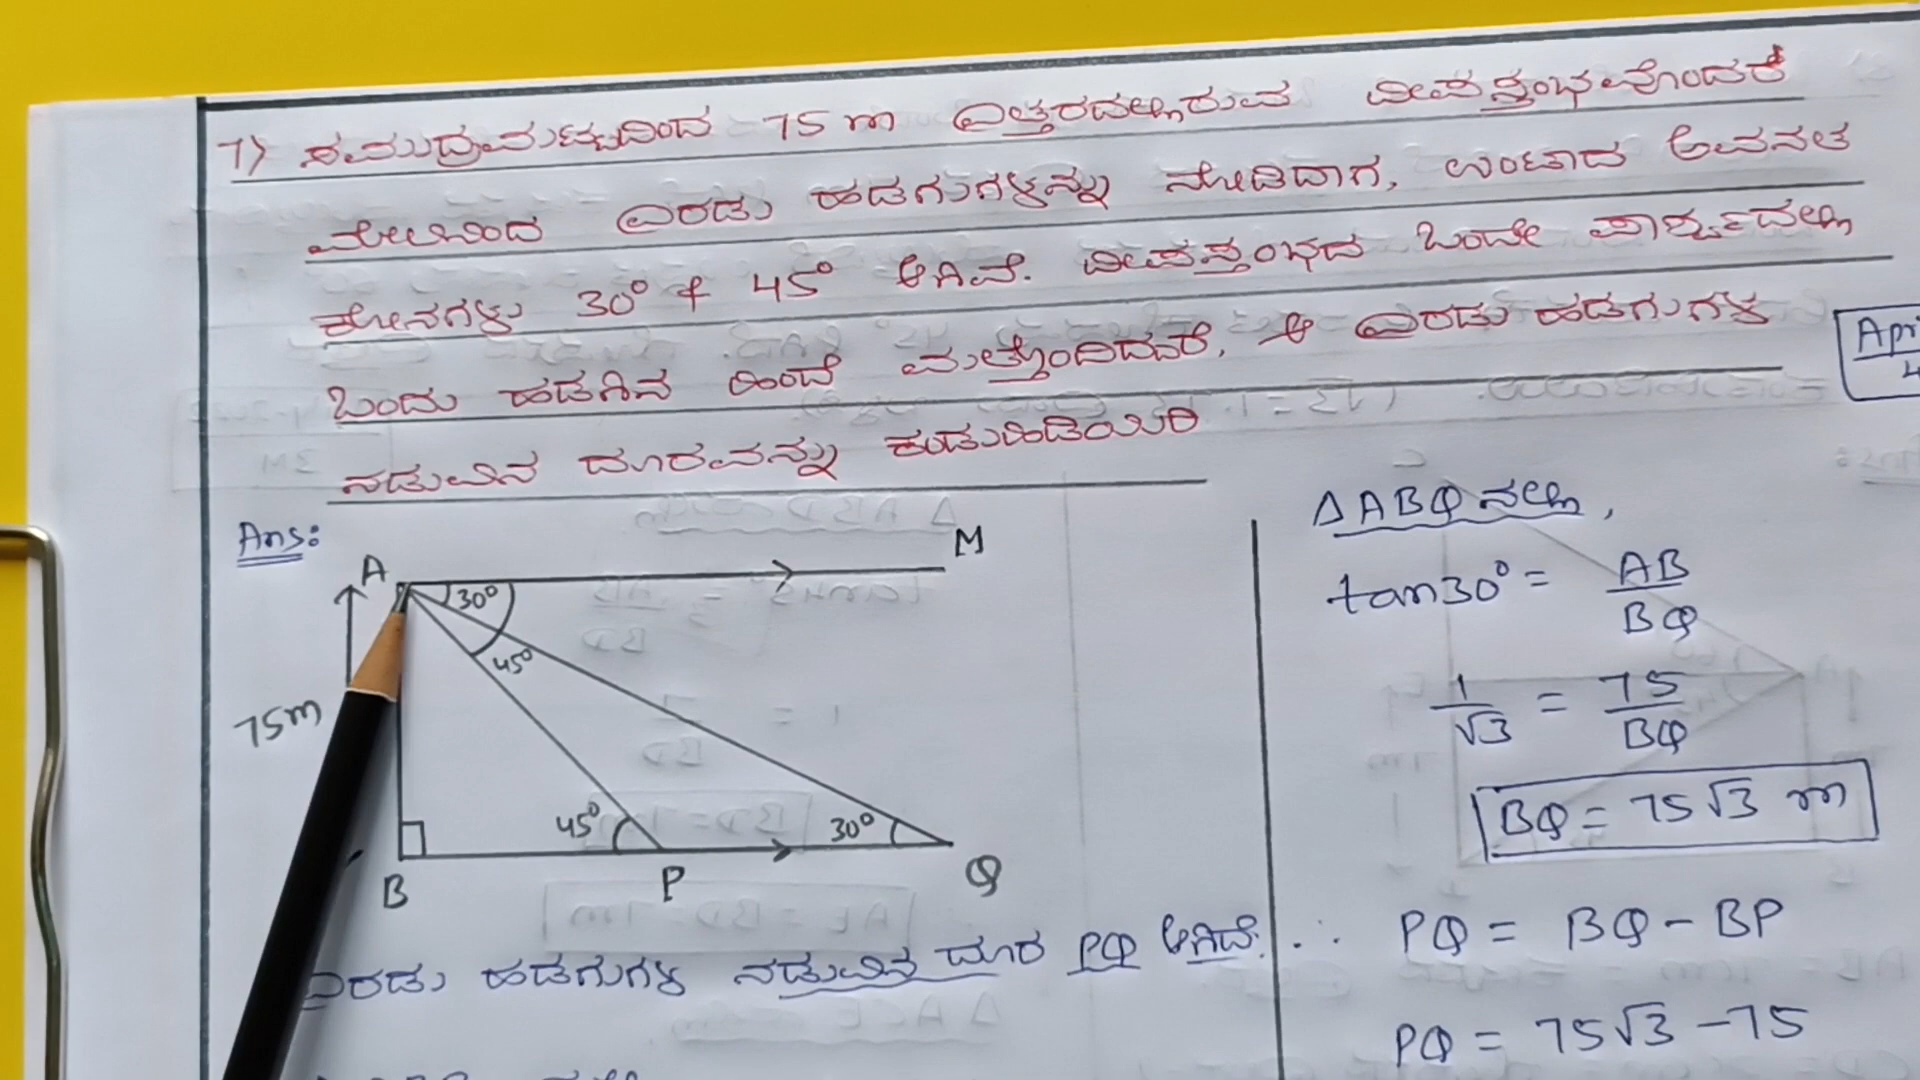 7) ಸಮುದ್ರಮಟ್ಟದಿಂದ 75 m ಎತ್ತರದಲ್ಲಿರುವ ದೀಪಸ್ತಂಭವೊಂದರ
ಮೇಲಿನಿಂದ ಎರಡು ಹಡಗುಗಳನ್ನು ನೋಡಿದಾಗ, ಉಂಟಾದ ಅವನತ
ಕೋನಗಳು 30° & 45° ಆಗಿವೆ. ದೀಪಸ್ತಂಭದ ಒಂದೇ ಪಾರ್ಶ್ವದಲ್ಲಿ
ಒಂದು ಹಡಗಿನ ಹಿಂದೆ ಮತ್ತೊಂದಿದ್ದರೆ, ಆ ಎರಡು ಹಡಗುಗಳ
ನಡುವಿನ ದೂರವನ್ನು ಕಂಡುಹಿಡಿಯಿರಿ
Apri
4
Ans:
A
M
30°
45°
75m
45°
30°
B
P
Q
ಎರಡು ಹಡಗುಗಳ ನಡುವಿನ ದೂರ PQ ಆಗಿದೆ.
Δ ABQ ನಲ್ಲಿ,
tan30° = AB
BQ
1/√3 = 75/BQ
BQ = 75√3 m
∴ PQ = BQ - BP
PQ = 75√3 - 75